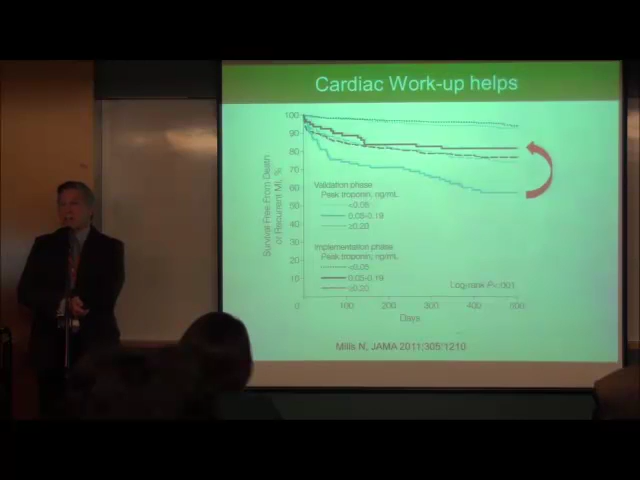 Cardiac Work-up helps
100
90
80
70
60
50
40
30
20
10
0
100
200
300
400
500
Survival Free From Death
or Recurrent MI, %
Validation phase
Peak troponin, ng/mL
<0.05
0.05-0.19
≥0.20
Implementation phase
Peak troponin, ng/mL
<0.05
0.05-0.19
≥0.20
Log-rank P<.001
Days
Mills N, JAMA 2011;305:1210